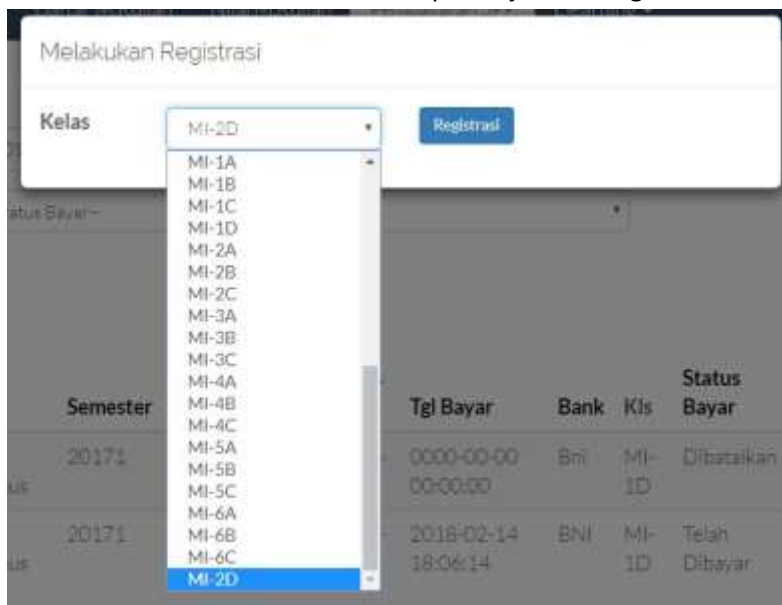 Melakukan Registrasi
Kelas
MI-2D
Registrasi
MI-1A
MI-1B
MI-1C
MI-1D
MI-2A
MI-2B
MI-2C
MI-3A
MI-3B
MI-3C
MI-4A
MI-4B
MI-4C
MI-5A
MI-5B
MI-5C
MI-6A
MI-6B
MI-6C
MI-2D
atus Bayar--
Semester Tgl Bayar Bank Kls Status Bayar
20171 0000-00-00 Bni MI- Dibatalkan
us 00:00:00 1D
20171 2018-02-14 BNI MI- Telah
us 18:06:14 1D Dibayar